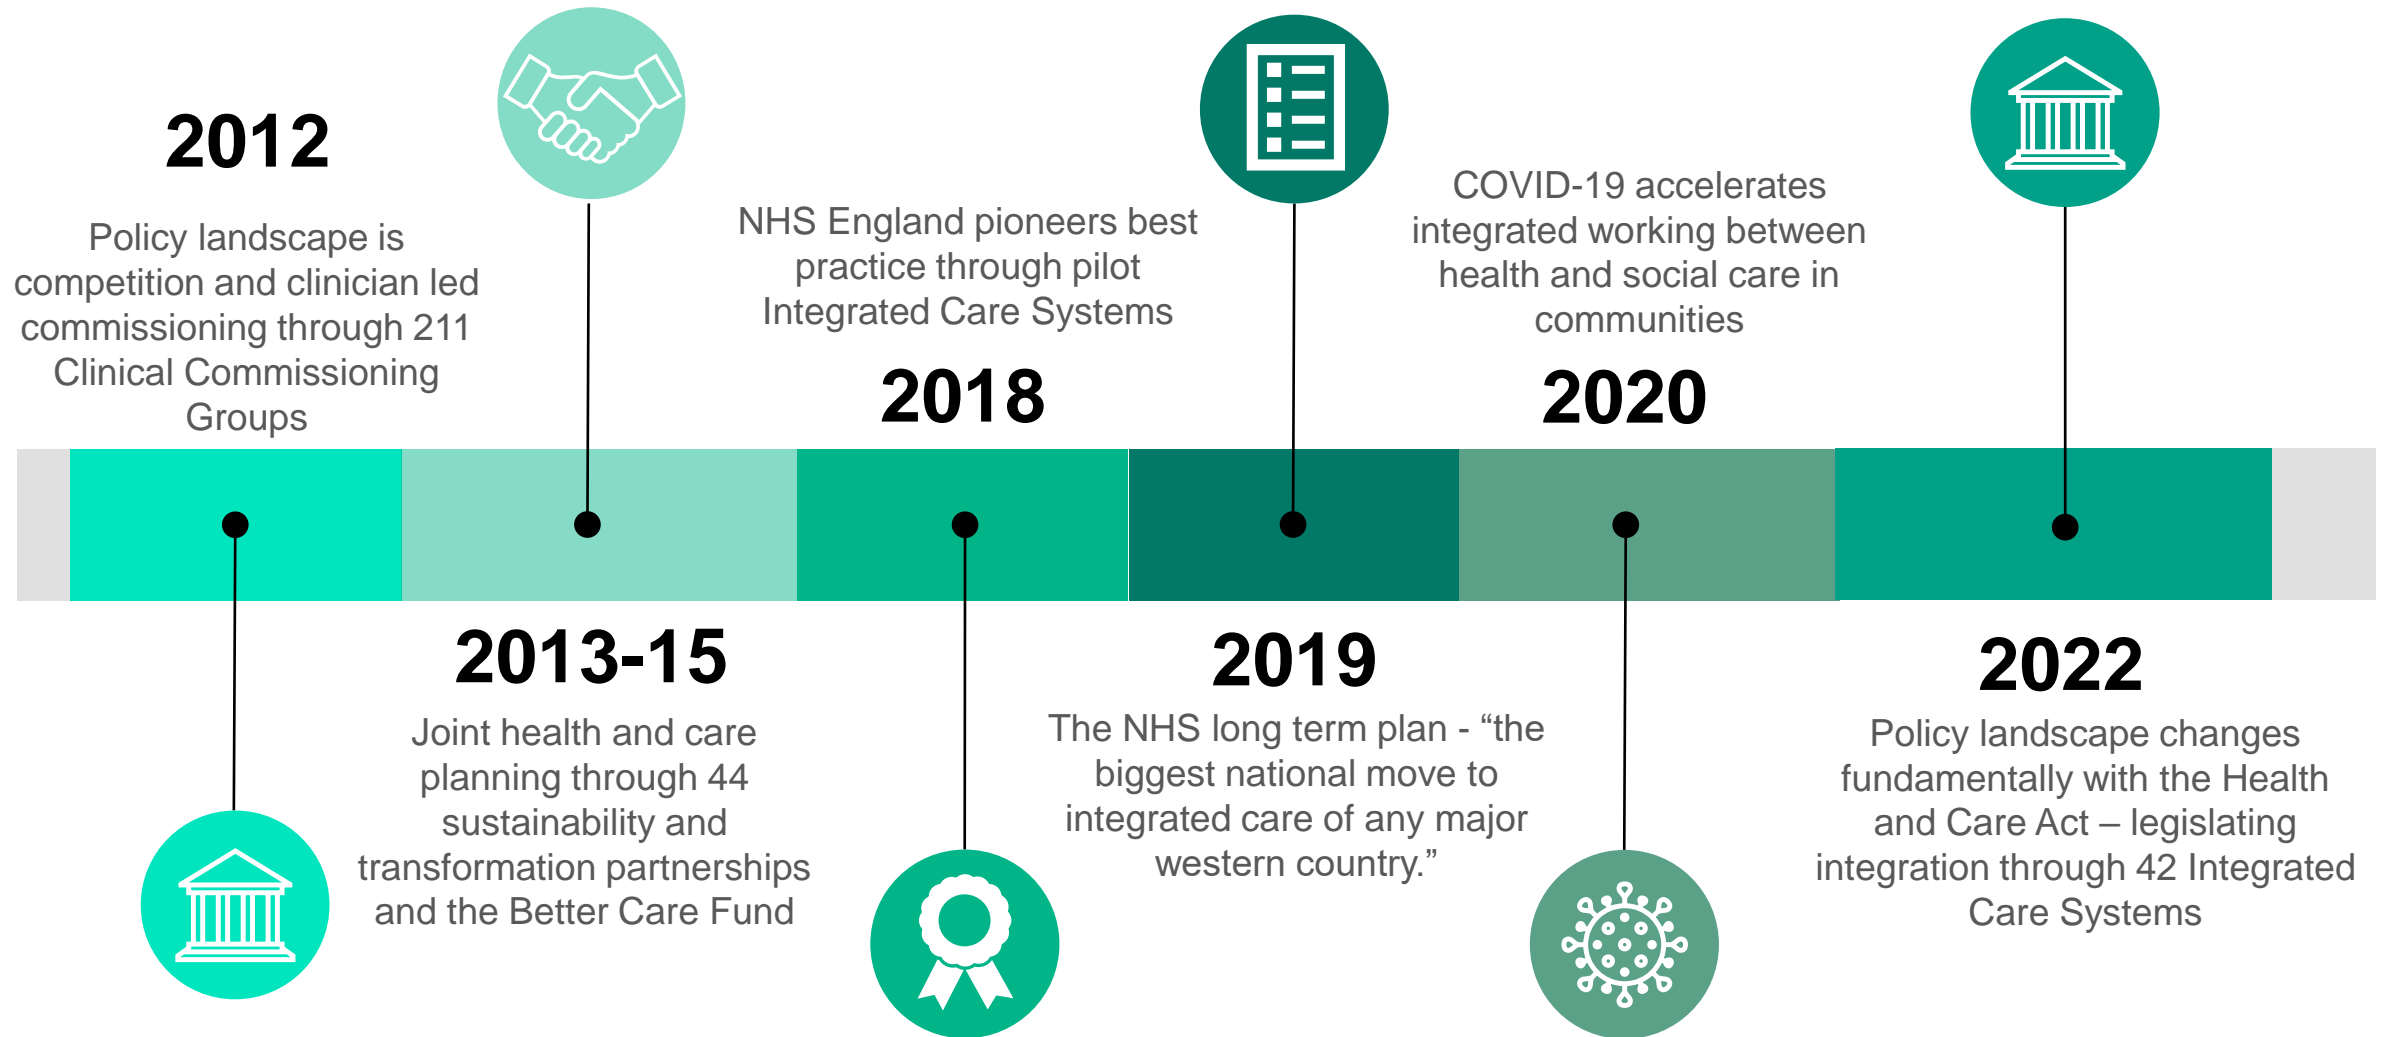 2012
Policy landscape is
competition and clinician led
commissioning through 211
Clinical Commissioning
Groups
2013-15
Joint health and care
planning through 44
sustainability and
transformation partnerships
and the Better Care Fund
NHS England pioneers best
practice through pilot
Integrated Care Systems
2018
2019
The NHS long term plan - “the
biggest national move to
integrated care of any major
western country.”
COVID-19 accelerates
integrated working between
health and social care in
communities
2020
2022
Policy landscape changes
fundamentally with the Health
and Care Act – legislating
integration through 42 Integrated
Care Systems